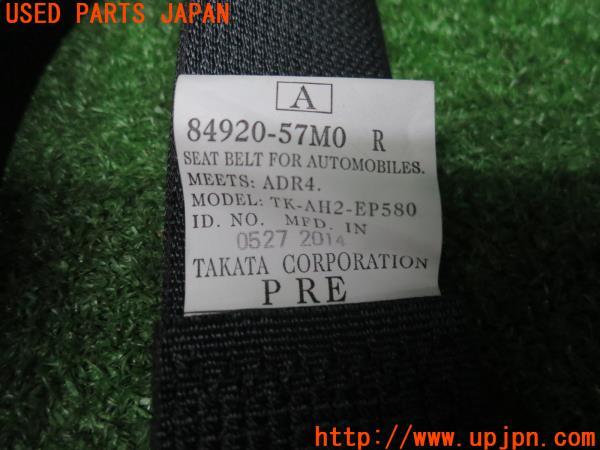 USED PARTS JAPAN
A
84920-57M0 R
SEAT BELT FOR AUTOMOBILES.
MEETS: ADR4.
MODEL: TK-AH2-EP580
ID. NO. MFD. IN
0527 2014
TAKATA CORPORATION
PRE
http://www.upjpn.com